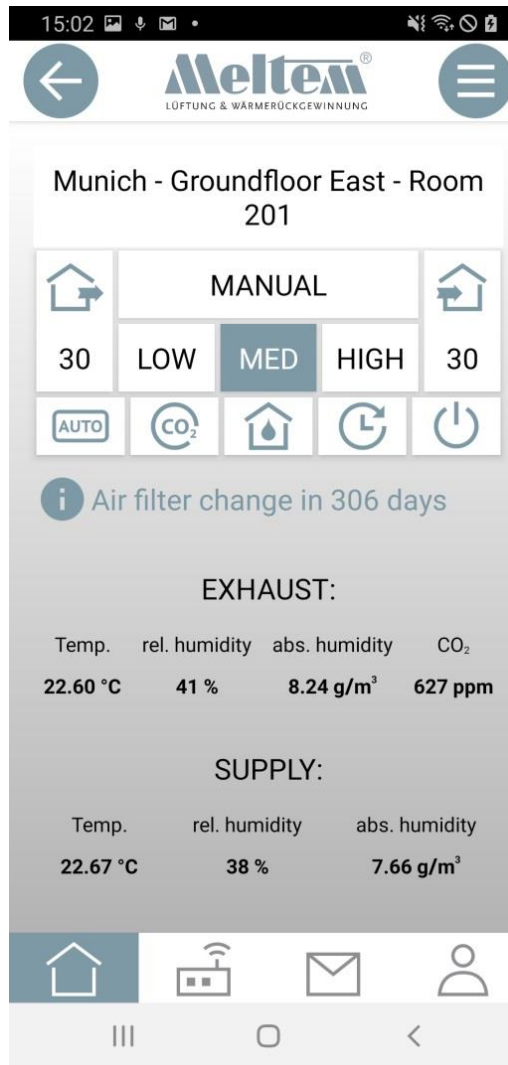 15:02
Meltem®
LÜFTUNG & WÄRMERÜCKGEWINNUNG
Munich - Groundfloor East - Room
201
MANUAL
30 LOW MED HIGH 30
AUTO CO₂
i Air filter change in 306 days
EXHAUST:
Temp. rel. humidity abs. humidity CO₂
22.60 °C 41 % 8.24 g/m³ 627 ppm
SUPPLY:
Temp. rel. humidity abs. humidity
22.67 °C 38 % 7.66 g/m³